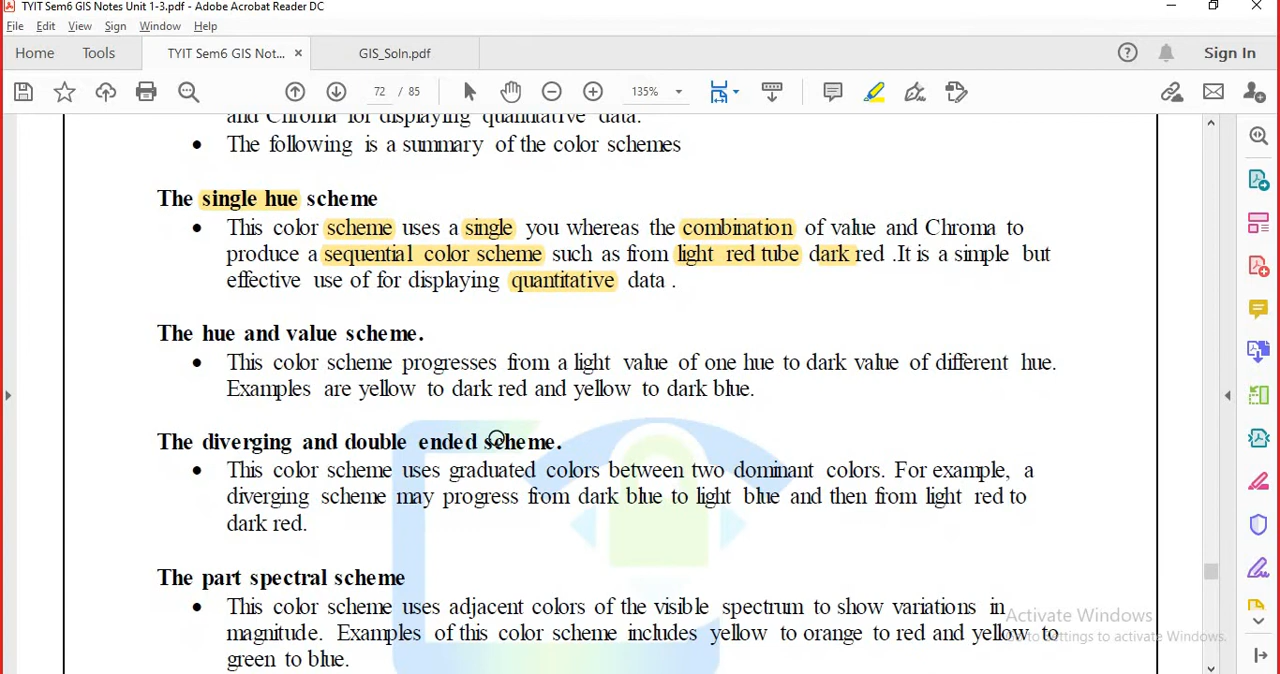 TYIT Sem6 GIS Notes Unit 1-3.pdf - Adobe Acrobat Reader DC
File Edit View Sign Window Help
Home Tools TYIT Sem6 GIS Not... × GIS_Soln.pdf Sign In
72 / 85 135%
and Chroma for displaying quantitative data.
• The following is a summary of the color schemes
The single hue scheme
• This color scheme uses a single you whereas the combination of value and Chroma to
produce a sequential color scheme such as from light red tube dark red .It is a simple but
effective use of for displaying quantitative data .
The hue and value scheme.
• This color scheme progresses from a light value of one hue to dark value of different hue.
Examples are yellow to dark red and yellow to dark blue.
The diverging and double ended scheme.
• This color scheme uses graduated colors between two dominant colors. For example, a
diverging scheme may progress from dark blue to light blue and then from light red to
dark red.
The part spectral scheme
• This color scheme uses adjacent colors of the visible spectrum to show variations in
magnitude. Examples of this color scheme includes yellow to orange to red and yellow to
green to blue.
Activate Windows
Go to Settings to activate Windows.